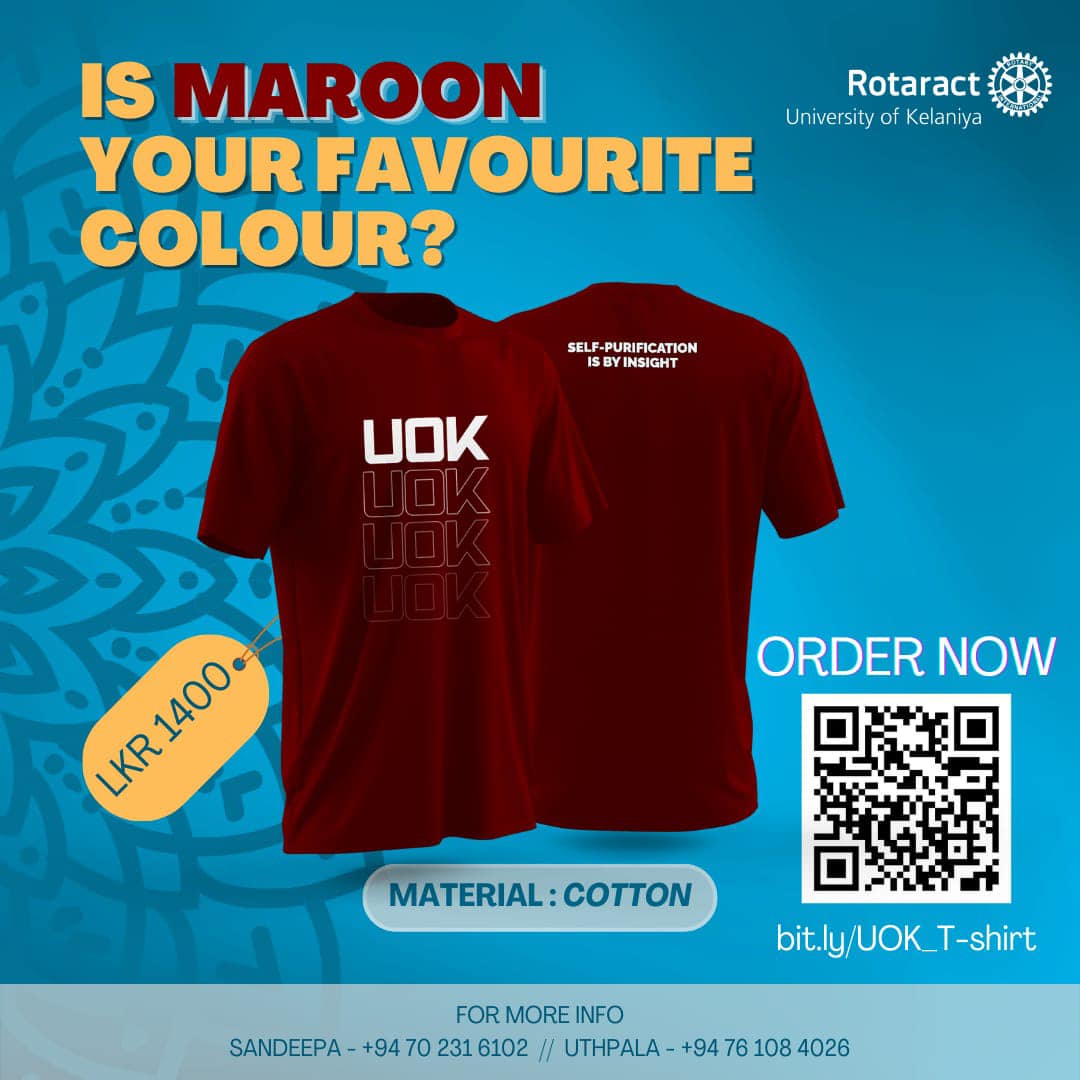 IS MAROON
YOUR FAVOURITE
COLOUR?
Rotaract
University of Kelaniya
ROTARY
INTERNATIONAL
SELF-PURIFICATION
IS BY INSIGHT
UOK
UOK
UOK
UOK
LKR 1400
ORDER NOW
bit.ly/UOK_T-shirt
MATERIAL : COTTON
FOR MORE INFO
SANDEEPA - +94 70 231 6102 // UTHPALA - +94 76 108 4026